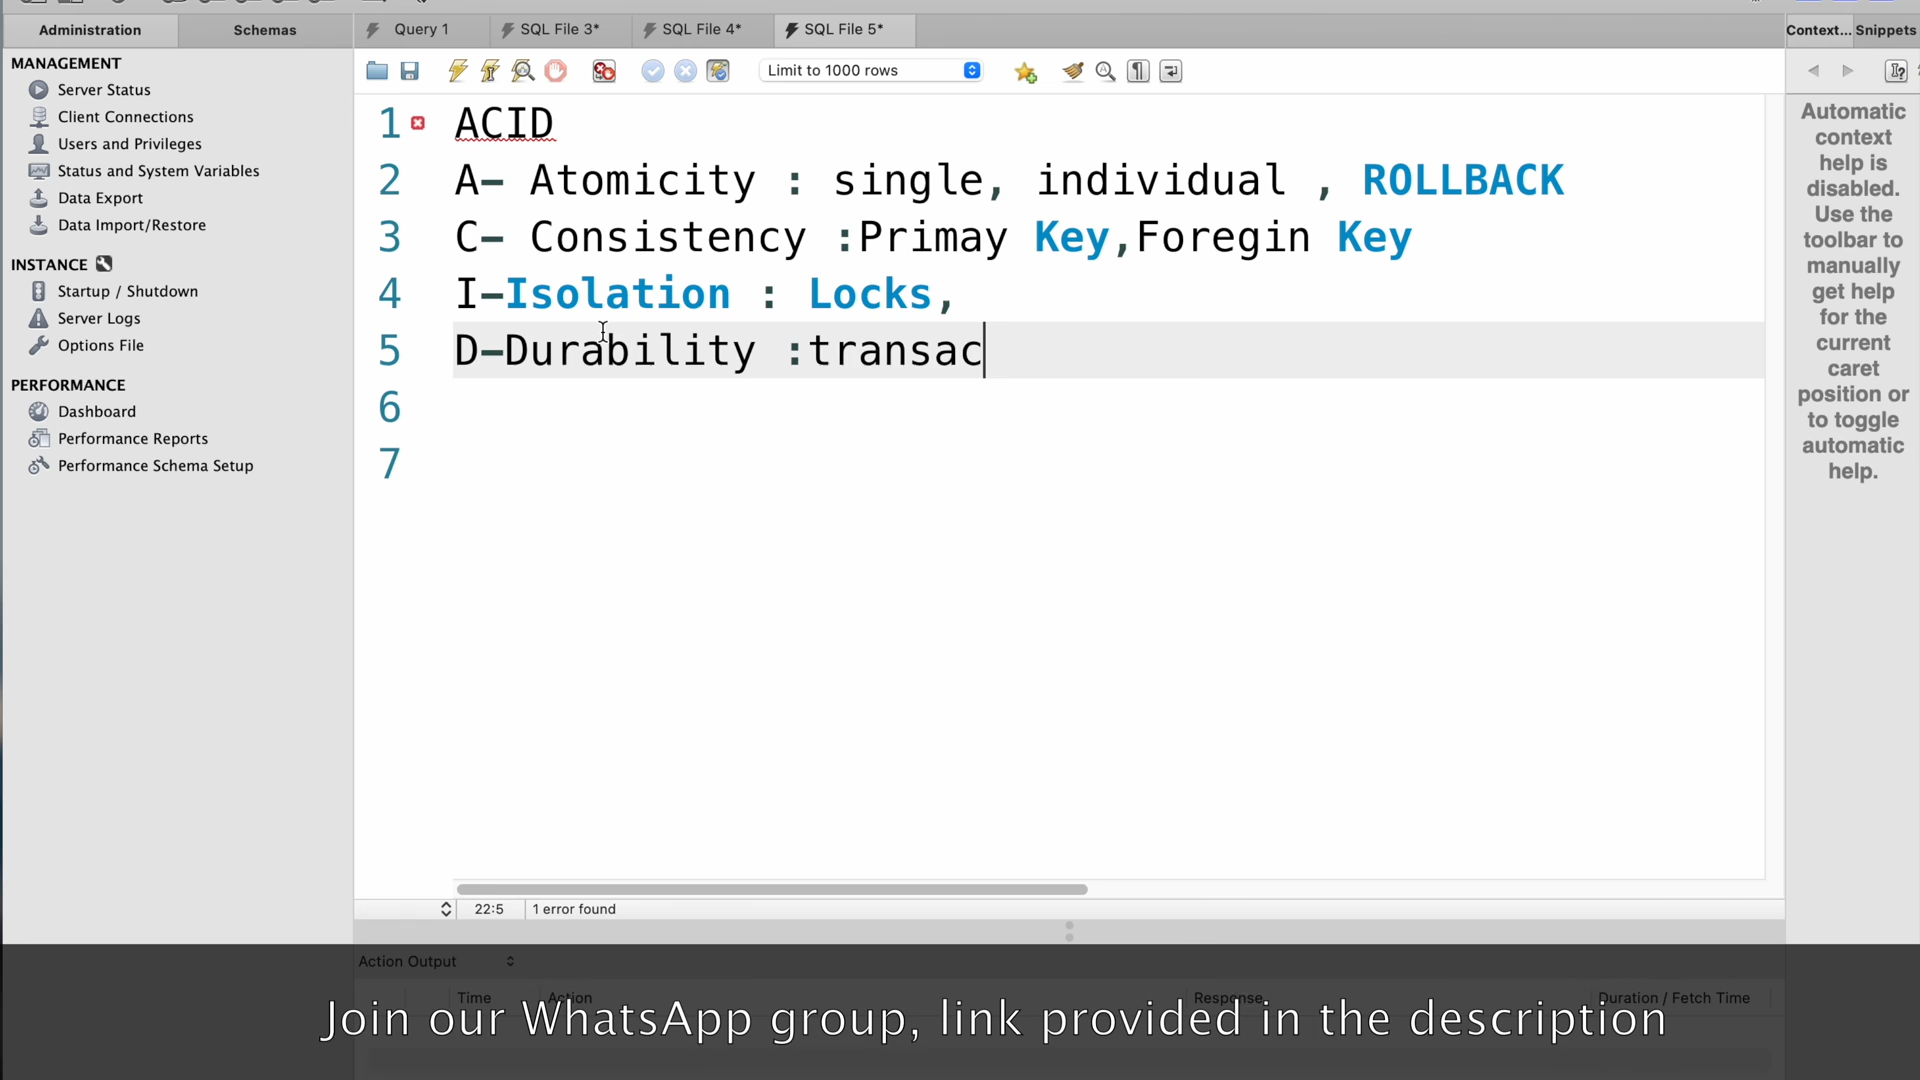 Administration
Schemas
Query 1
SQL File 3*
SQL File 4*
SQL File 5*
Context...
Snippets
MANAGEMENT
Server Status
Client Connections
Users and Privileges
Status and System Variables
Data Export
Data Import/Restore
INSTANCE
Startup / Shutdown
Server Logs
Options File
PERFORMANCE
Dashboard
Performance Reports
Performance Schema Setup
Limit to 1000 rows
1 ACID
2 A- Atomicity : single, individual , ROLLBACK
3 C- Consistency :Primay Key,Foregin Key
4 I-Isolation : Locks,
5 D-Durability :transac
6
7
Automatic
context
help is
disabled.
Use the
toolbar to
manually
get help
for the
current
caret
position or
to toggle
automatic
help.
22:5
1 error found
Action Output
Time
Action
Response
Duration / Fetch Time
Join our WhatsApp group, link provided in the description